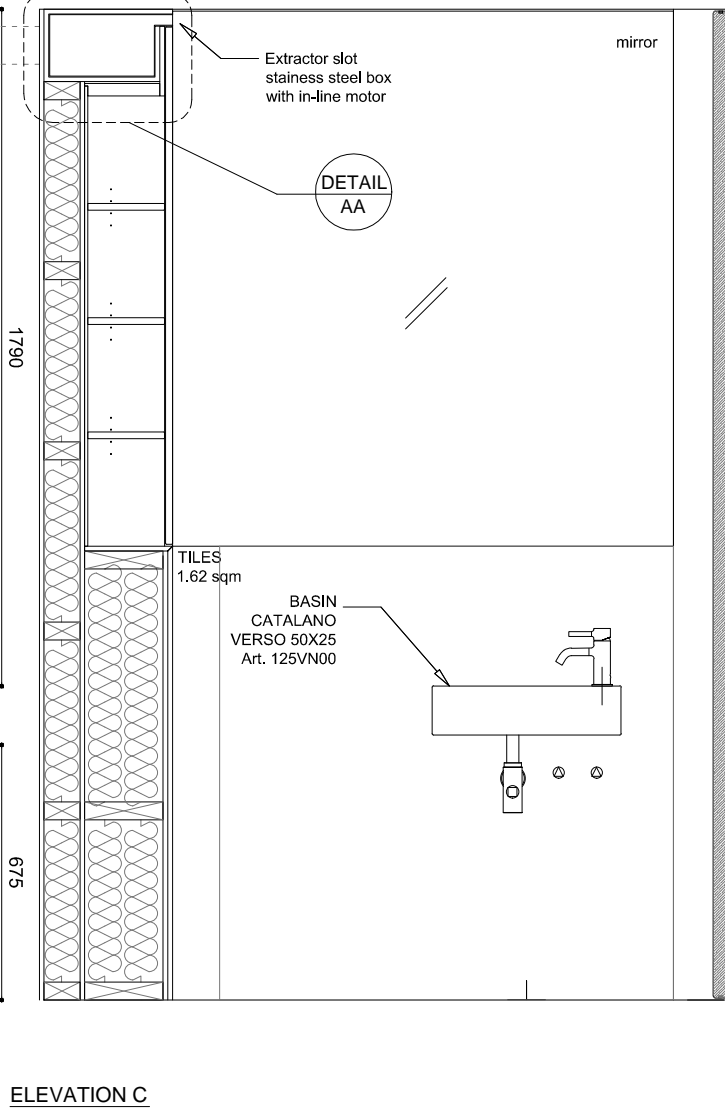 mirror
Extractor slot
stainess steel box
with in-line motor
DETAIL
AA
1790
TILES
1.62 sqm
BASIN
CATALANO
VERSO 50X25
Art. 125VN00
675
ELEVATION C